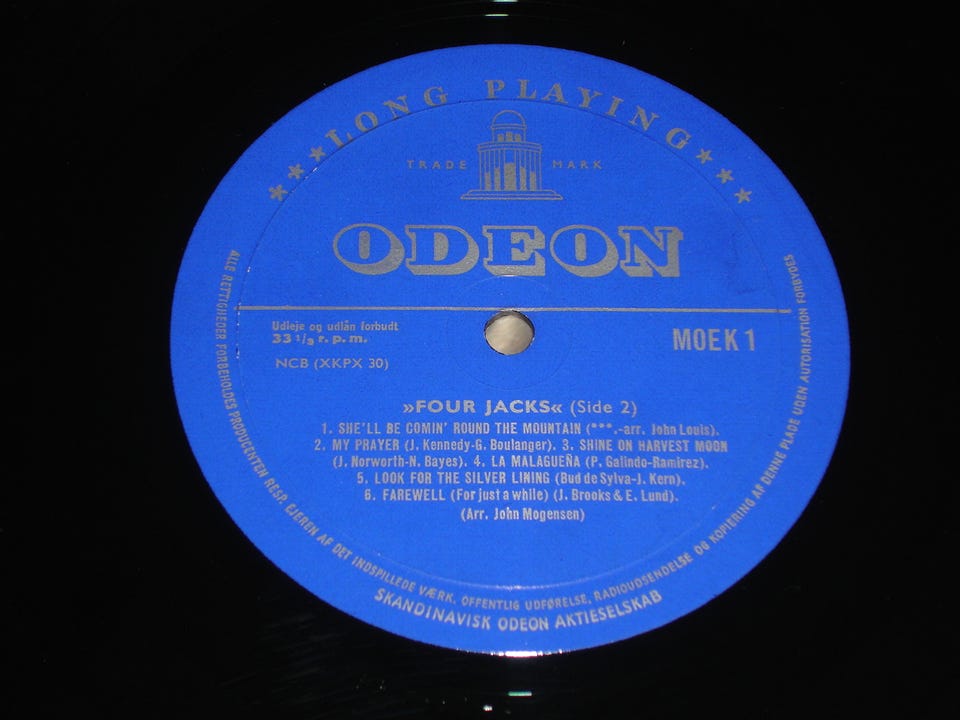 ★★★ LONG PLAYING ★★★
TRADE MARK
ODEON
Udleje og udlån forbudt
33 1/3 r.p.m.
MOEK 1
NCB (XKPX 30)
»FOUR JACKS« (Side 2)
1. SHE'LL BE COMIN' ROUND THE MOUNTAIN (***.-arr. John Louis).
2. MY PRAYER (J. Kennedy-G. Boulanger). 3. SHINE ON HARVEST MOON
(J. Norworth-N. Bayes). 4. LA MALAGUEÑA (P. Galindo-Ramirez).
5. LOOK FOR THE SILVER LINING (Bud de Sylva-J. Kern).
6. FAREWELL (For just a while) (J. Brooks & E. Lund).
(Arr. John Mogensen)
ALLE RETTIGHEDER FORBEHOLDES PRODUCENTEN RESP. EJEREN AF DET INDSPILLEDE VÆRK. OFFENTLIG UDFØRELSE, RADIOUDSENDELSE OG KOPIERING AF DENNE PLADE UDEN AUTORISATION FORBYDES
SKANDINAVISK ODEON AKTIESELSKAB